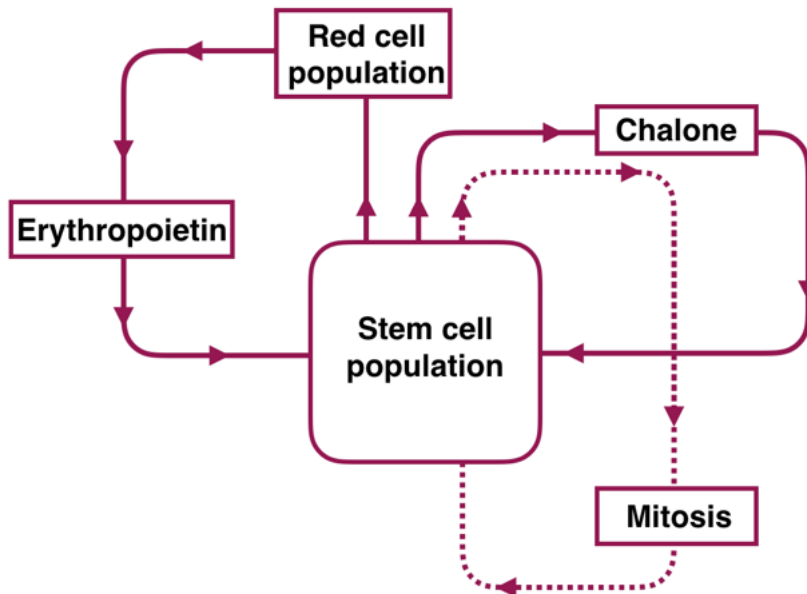 Red cell
population
Chalone
Erythropoietin
Stem cell
population
Mitosis